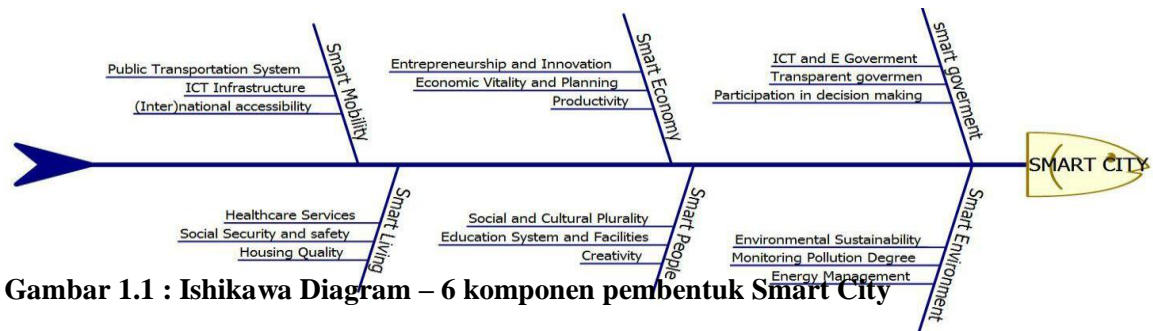 Smart Mobility
Public Transportation System
ICT Infrastructure
(Inter)national accessibility
Smart Economy
Entrepreneurship and Innovation
Economic Vitality and Planning
Productivity
smart goverment
ICT and E Goverment
Transparent govermen
Participation in decision making
SMART CITY
Smart Living
Healthcare Services
Social Security and safety
Housing Quality
Smart People
Social and Cultural Plurality
Education System and Facilities
Creativity
Smart Environment
Environmental Sustainability
Monitoring Pollution Degree
Energy Management
Gambar 1.1 : Ishikawa Diagram – 6 komponen pembentuk Smart City